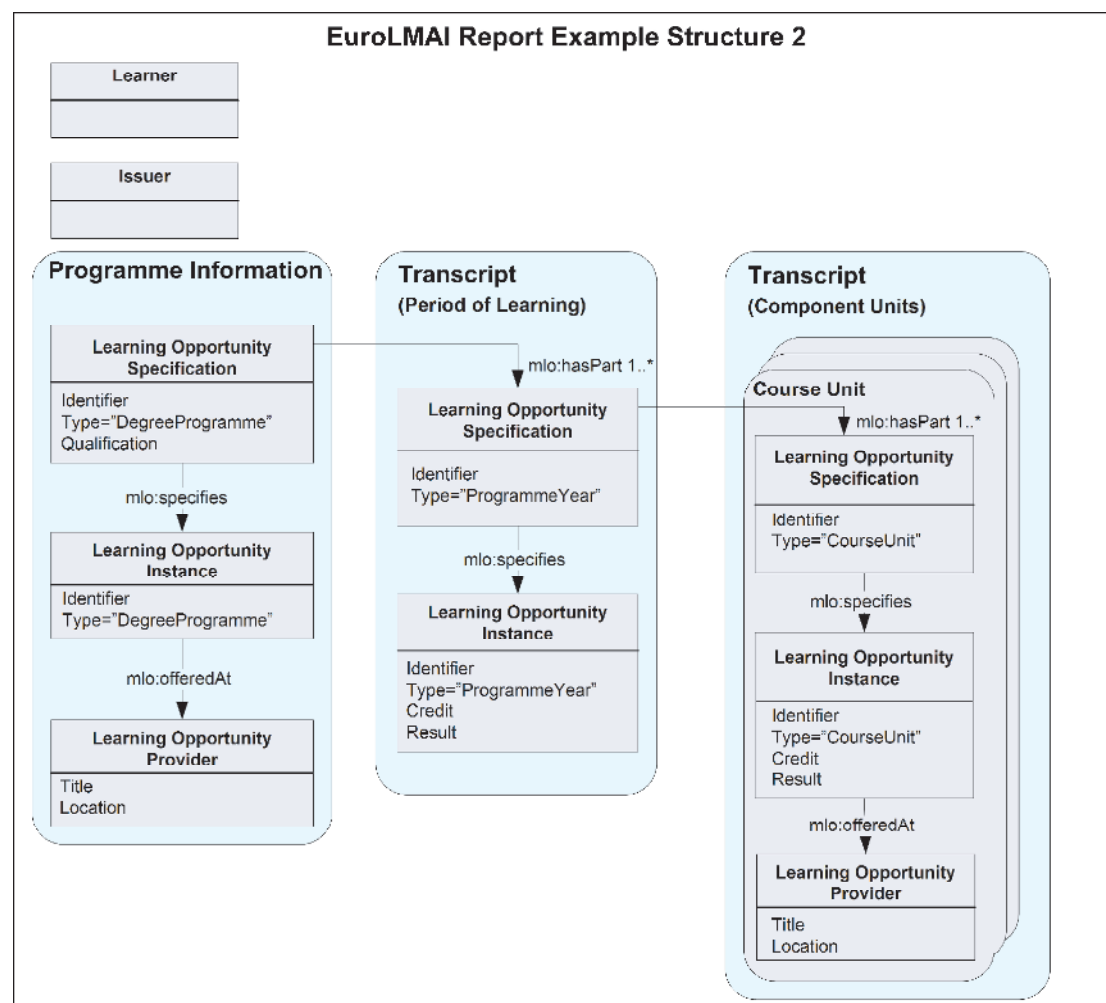 EuroLMAI Report Example Structure 2
Learner
Issuer
Programme Information
Learning Opportunity
Specification
Identifier
Type="DegreeProgramme"
Qualification
mlo:specifies
Learning Opportunity
Instance
Identifier
Type="DegreeProgramme"
mlo:offeredAt
Learning Opportunity
Provider
Title
Location
Transcript
(Period of Learning)
mlo:hasPart 1..*
Learning Opportunity
Specification
Identifier
Type="ProgrammeYear"
mlo:specifies
Learning Opportunity
Instance
Identifier
Type="ProgrammeYear"
Credit
Result
Transcript
(Component Units)
Course Unit
mlo:hasPart 1..*
Learning Opportunity
Specification
Identifier
Type="CourseUnit"
mlo:specifies
Learning Opportunity
Instance
Identifier
Type="CourseUnit"
Credit
Result
mlo:offeredAt
Learning Opportunity
Provider
Title
Location